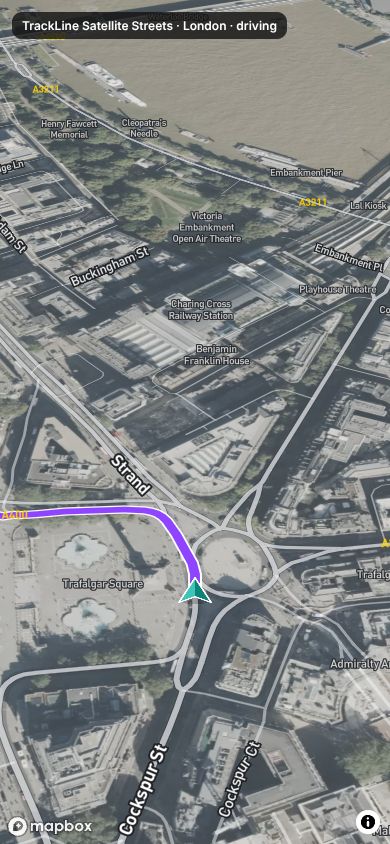 TrackLine Satellite Streets · London · driving
A3211
Henry Fawcett
Memorial
Cleopatra's
Needle
Embankment Pier
A3211
Lal Kiosk
Victoria
Embankment
Open Air Theatre
Buckingham St
Embankment Pl
Playhouse Theatre
Charing Cross
Railway Station
Benjamin
Franklin House
Strand
A400
Trafalgar Square
Trafalg
Admiralty A
Cockspur St
Cockspur Ct
mapbox